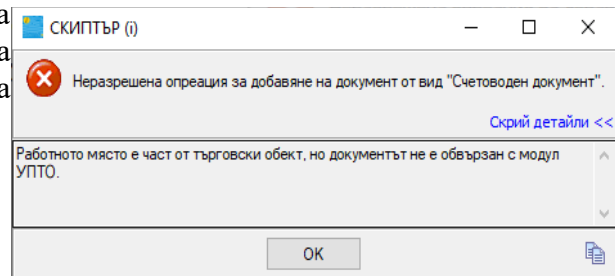 а
СКИПТЪР (i)
а
а
Неразрешена опреация за добавяне на документ от вид "Счетоводен документ".
Скрий детайли <<
Работното място е част от търговски обект, но документът не е обвързан с модул
УПТО.
OK